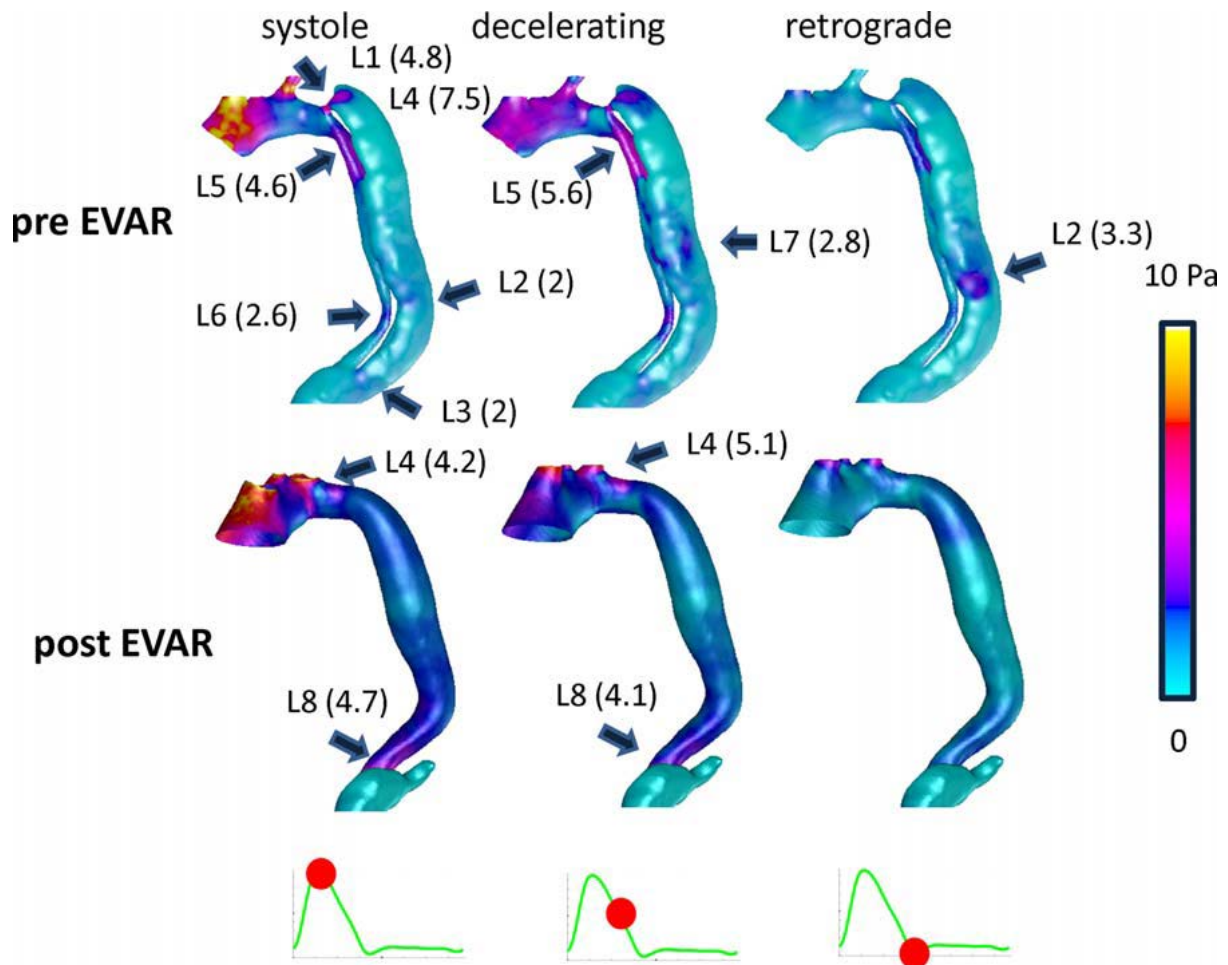 systole decelerating retrograde
L1 (4.8)
L4 (7.5)
L5 (4.6)
L5 (5.6)
pre EVAR
L7 (2.8)
L2 (3.3)
L2 (2)
10 Pa
L6 (2.6)
L3 (2)
L4 (4.2)
L4 (5.1)
post EVAR
L8 (4.7)
L8 (4.1)
0